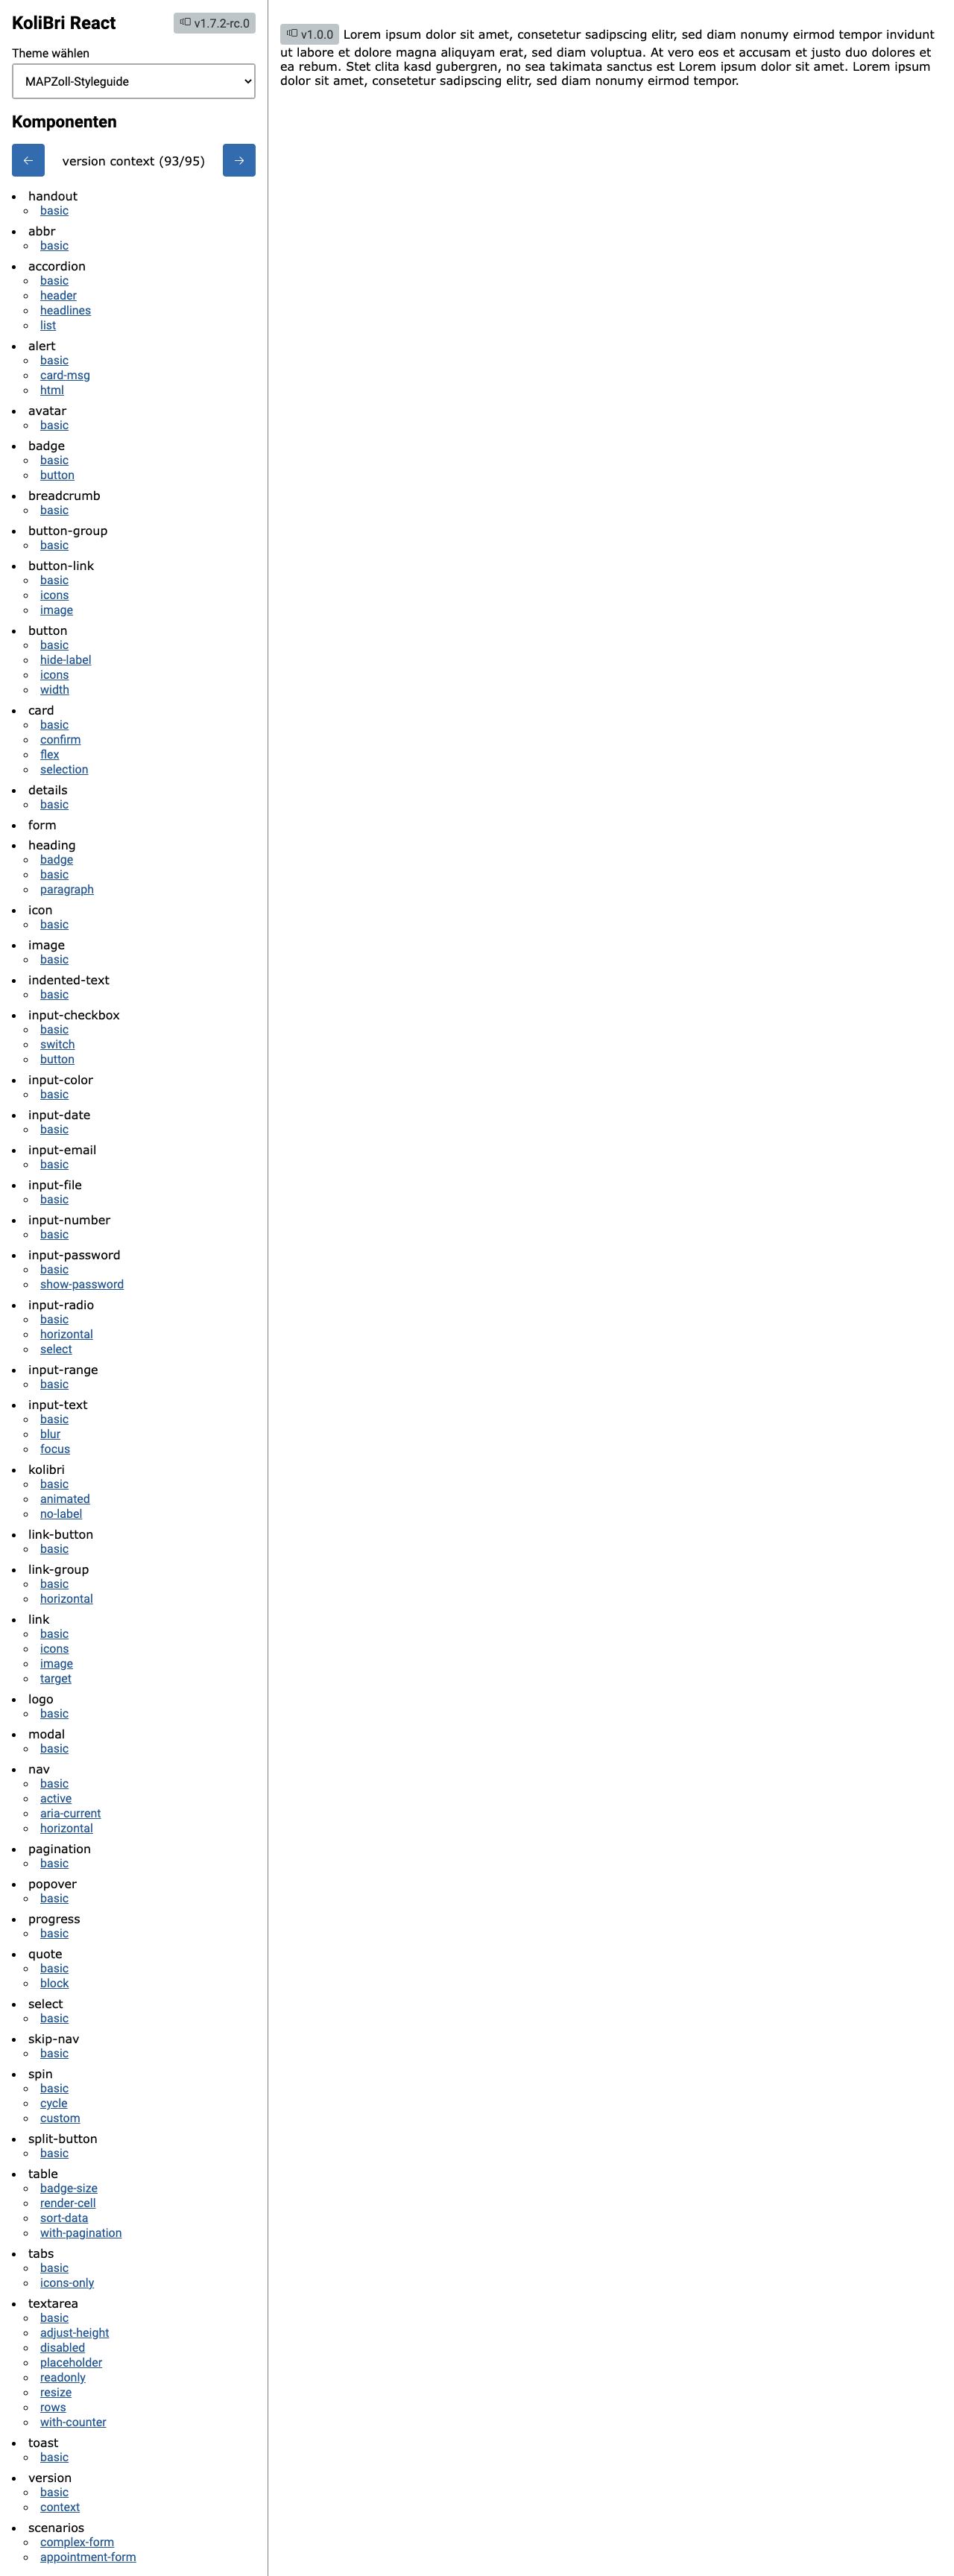 KoliBri React
v1.7.2-rc.0
Theme wählen
MAPZoll-Styleguide
Komponenten
version context (93/95)
handout
basic
abbr
basic
accordion
basic
header
headlines
list
alert
basic
card-msg
html
avatar
basic
badge
basic
button
breadcrumb
basic
button-group
basic
button-link
basic
icons
image
button
basic
hide-label
icons
width
card
basic
confirm
flex
selection
details
basic
form
heading
badge
basic
paragraph
icon
basic
image
basic
indented-text
basic
input-checkbox
basic
switch
button
input-color
basic
input-date
basic
input-email
basic
input-file
basic
input-number
basic
input-password
basic
show-password
input-radio
basic
horizontal
select
input-range
basic
input-text
basic
blur
focus
kolibri
basic
animated
no-label
link-button
basic
link-group
basic
horizontal
link
basic
icons
image
target
logo
basic
modal
basic
nav
basic
active
aria-current
horizontal
pagination
basic
popover
basic
progress
basic
quote
basic
block
select
basic
skip-nav
basic
spin
basic
cycle
custom
split-button
basic
table
badge-size
render-cell
sort-data
with-pagination
tabs
basic
icons-only
textarea
basic
adjust-height
disabled
placeholder
readonly
resize
rows
with-counter
toast
basic
version
basic
context
scenarios
complex-form
appointment-form
v1.0.0 Lorem ipsum dolor sit amet, consetetur sadipscing elitr, sed diam nonumy eirmod tempor invidunt
ut labore et dolore magna aliquyam erat, sed diam voluptua. At vero eos et accusam et justo duo dolores et
ea rebum. Stet clita kasd gubergren, no sea takimata sanctus est Lorem ipsum dolor sit amet. Lorem ipsum
dolor sit amet, consetetur sadipscing elitr, sed diam nonumy eirmod tempor.